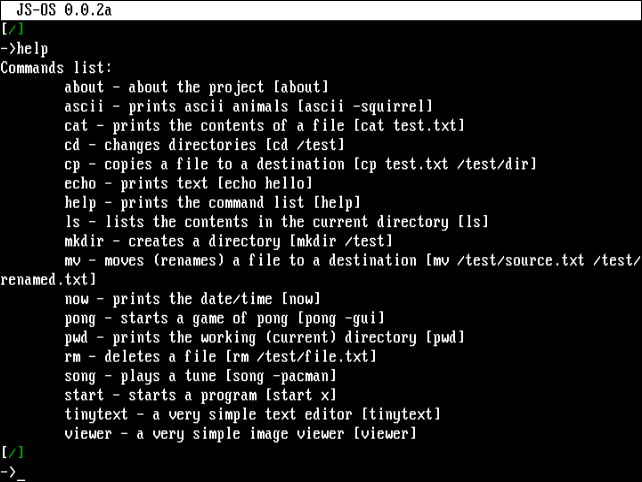 JS-OS 0.0.2a
[/]
->help
Commands list:
about - about the project [about]
ascii - prints ascii animals [ascii -squirrel]
cat - prints the contents of a file [cat test.txt]
cd - changes directories [cd /test]
cp - copies a file to a destination [cp test.txt /test/dir]
echo - prints text [echo hello]
help - prints the command list [help]
ls - lists the contents in the current directory [ls]
mkdir - creates a directory [mkdir /test]
mv - moves (renames) a file to a destination [mv /test/source.txt /test/
renamed.txt]
now - prints the date/time [now]
pong - starts a game of pong [pong -gui]
pwd - prints the working (current) directory [pwd]
rm - deletes a file [rm /test/file.txt]
song - plays a tune [song -pacman]
start - starts a program [start x]
tinytext - a very simple text editor [tinytext]
viewer - a very simple image viewer [viewer]
[/]
->_